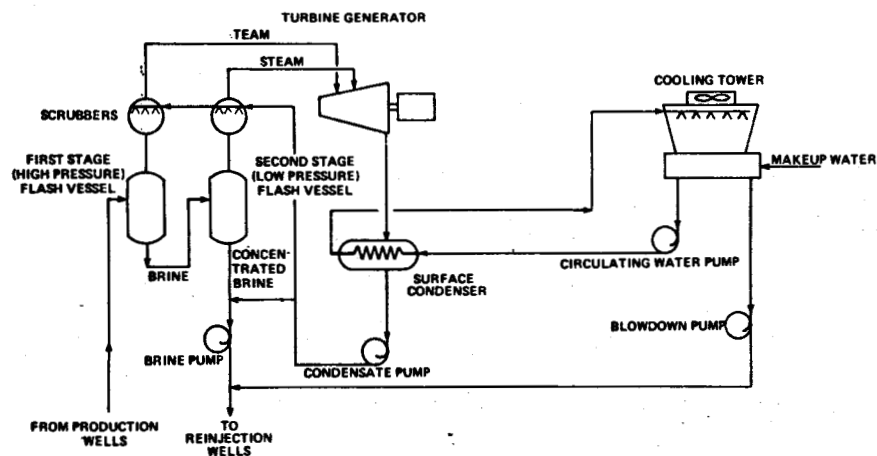 TURBINE GENERATOR
TEAM
STEAM
COOLING TOWER
SCRUBBERS
FIRST STAGE
(HIGH PRESSURE)
FLASH VESSEL
SECOND STAGE
(LOW PRESSURE)
FLASH VESSEL
MAKEUP WATER
BRINE
CONCEN-
TRATED
BRINE
SURFACE
CONDENSER
CIRCULATING WATER PUMP
BLOWDOWN PUMP
BRINE PUMP
CONDENSATE PUMP
FROM PRODUCTION
WELLS
TO
REINJECTION
WELLS